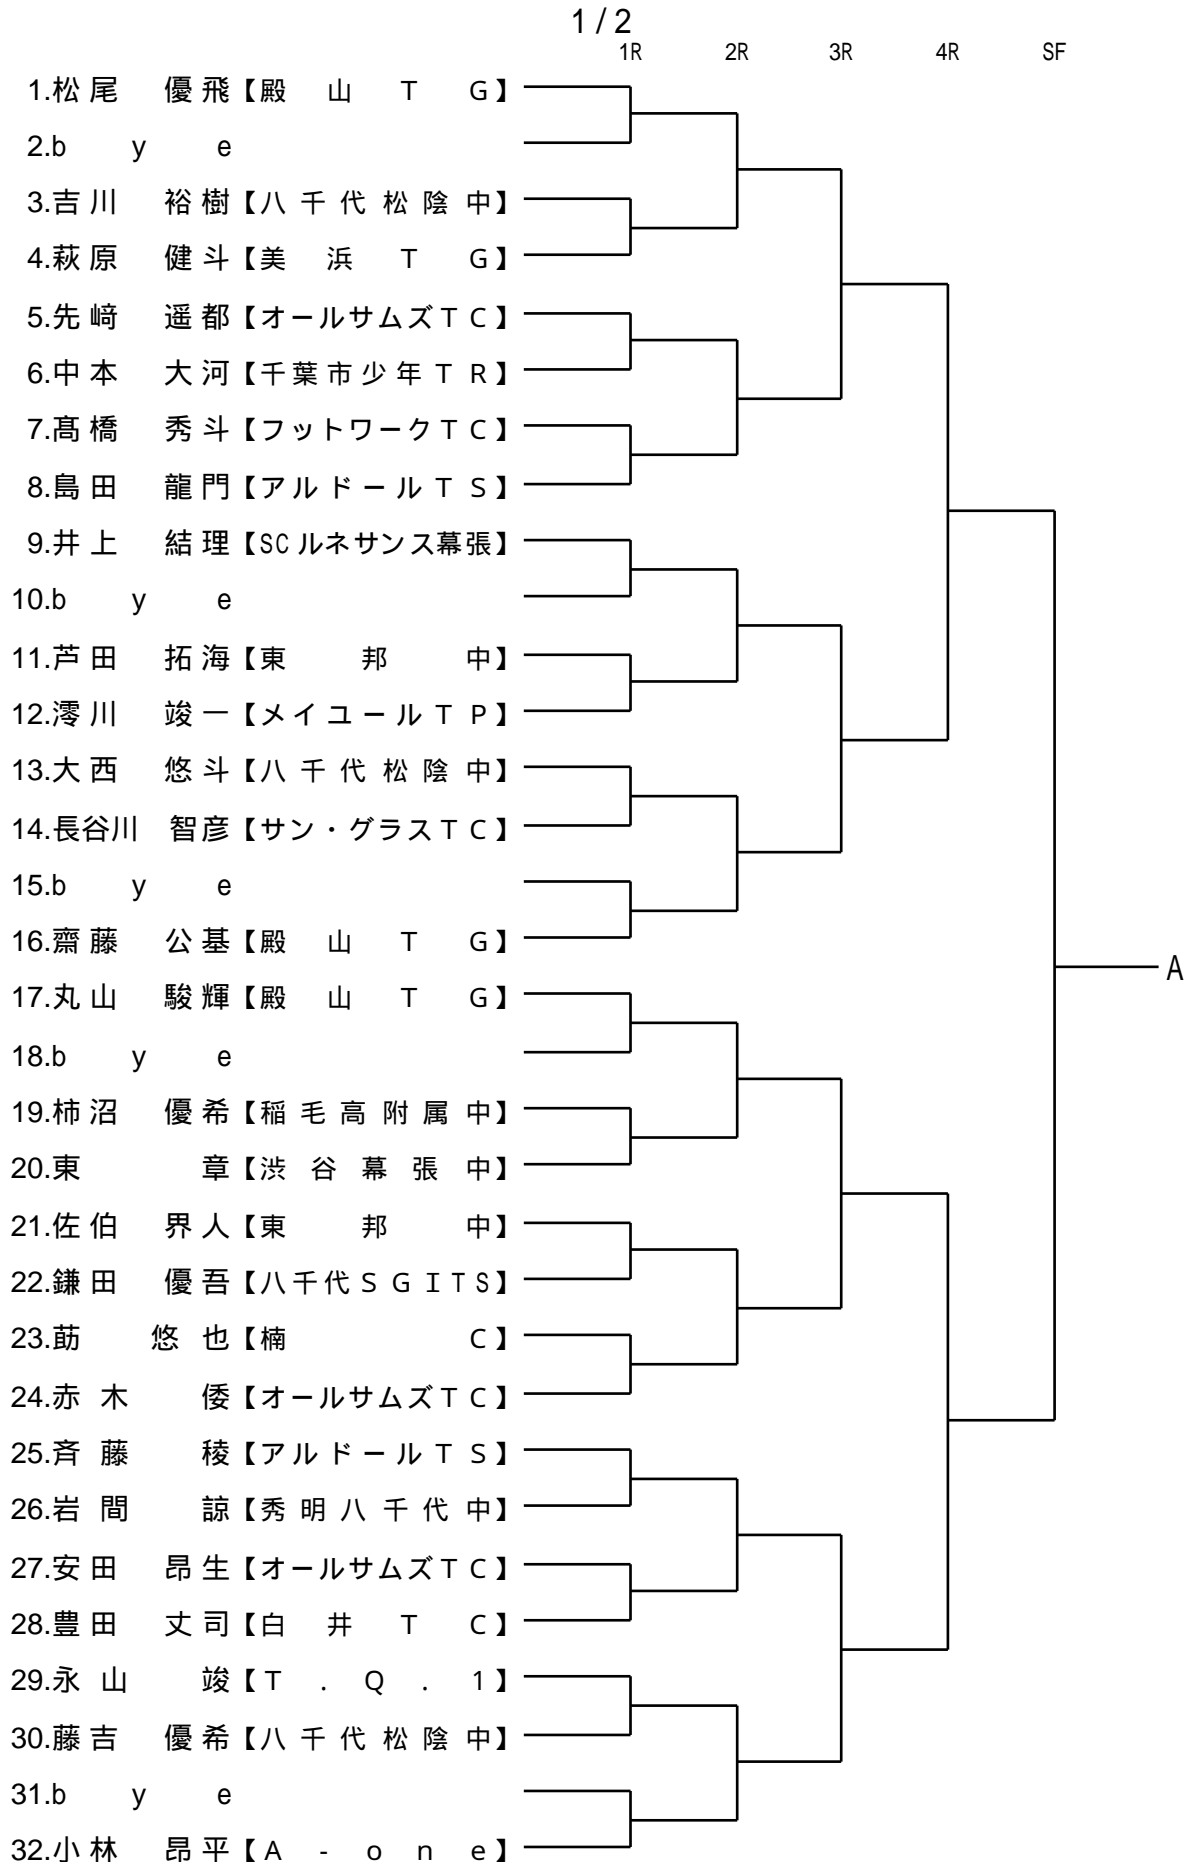 1/2
1R 2R 3R 4R SF
1.松尾 優飛【殿山TG】
2.bye
3.吉川 裕樹【八千代松陰中】
4.萩原 健斗【美浜TG】
5.先﨑 遥都【オールサムズTC】
6.中本 大河【千葉市少年TR】
7.髙橋 秀斗【フットワークTC】
8.島田 龍門【アルドールTS】
9.井上 結理【SCルネサンス幕張】
10.bye
11.芦田 拓海【東邦中】
12.澪川 竣一【メイユールTP】
13.大西 悠斗【八千代松陰中】
14.長谷川 智彦【サン・グラスTC】
15.bye
16.齋藤 公基【殿山TG】
A
17.丸山 駿輝【殿山TG】
18.bye
19.柿沼 優希【稲毛高附属中】
20.東 章【渋谷幕張中】
21.佐伯 界人【東邦中】
22.鎌田 優吾【八千代SGITS】
23.莇 悠也【楠C】
24.赤木 倭【オールサムズTC】
25.斉藤 稜【アルドールTS】
26.岩間 諒【秀明八千代中】
27.安田 昂生【オールサムズTC】
28.豊田 丈司【白井TC】
29.永山 竣【T.Q.1】
30.藤吉 優希【八千代松陰中】
31.bye
32.小林 昂平【A-one】